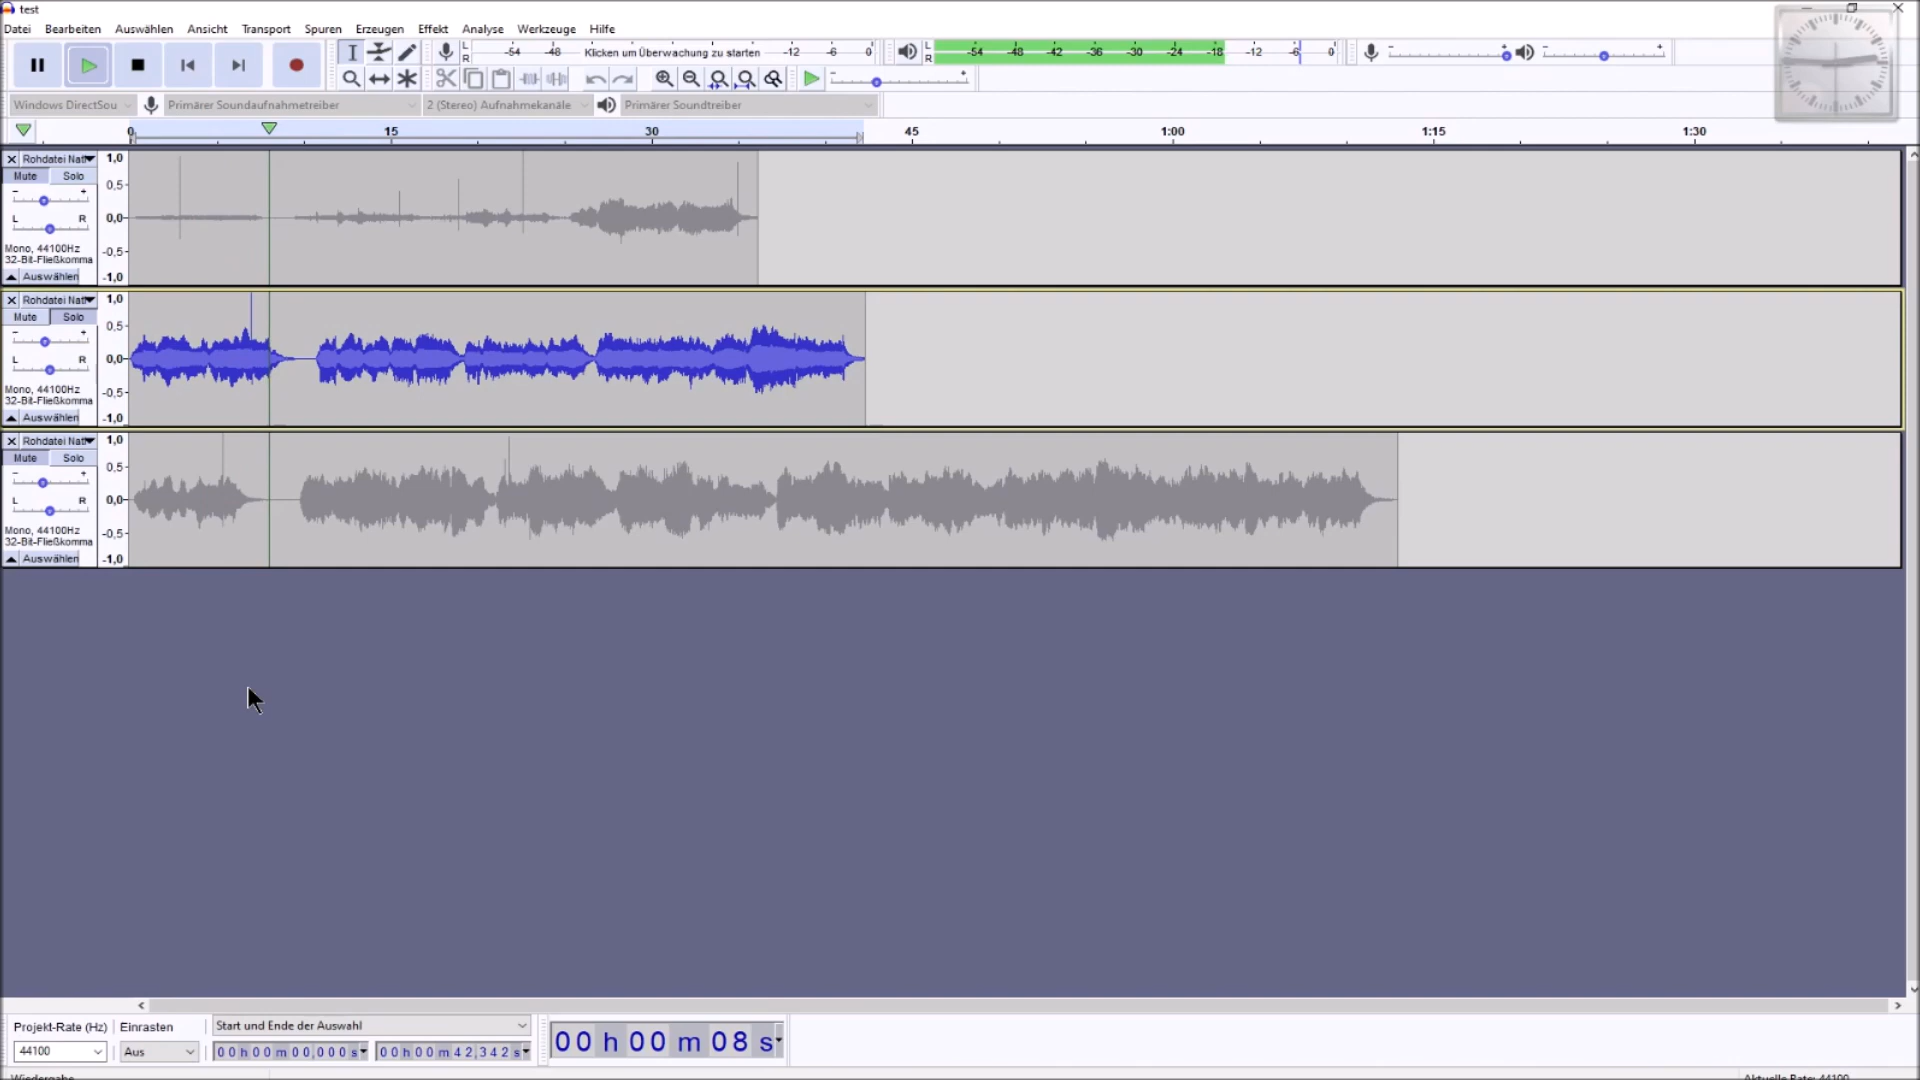 test
Datei Bearbeiten Auswählen Ansicht Transport Spuren Erzeugen Effekt Analyse Werkzeuge Hilfe
L R -54 -48 Klicken um Überwachung zu starten -12 -6 0 L R -54 -48 -42 -36 -30 -24 -18 -12 -6 0 - + - +
- +
Windows DirectSou Primärer Soundaufnahmetreiber 2 (Stereo) Aufnahmekanäle Primärer Soundtreiber
0 15 30 45 1:00 1:15 1:30
Rohdatei Nat 1,0
Mute Solo
- + 0,5
L R 0,0
Mono, 44100Hz -0,5
32-Bit-Fließkomma
Auswählen -1,0
Rohdatei Nat 1,0
Mute Solo
- + 0,5
L R 0,0
Mono, 44100Hz -0,5
32-Bit-Fließkomma
Auswählen -1,0
Rohdatei Nat 1,0
Mute Solo
- + 0,5
L R 0,0
Mono, 44100Hz -0,5
32-Bit-Fließkomma
Auswählen -1,0
Projekt-Rate (Hz) Einrasten Start und Ende der Auswahl
44100 Aus 00 h 00 m 00,000 s 00 h 00 m 42,342 s 00 h 00 m 08 s
Wiedergabe Aktuelle Rate: 44100